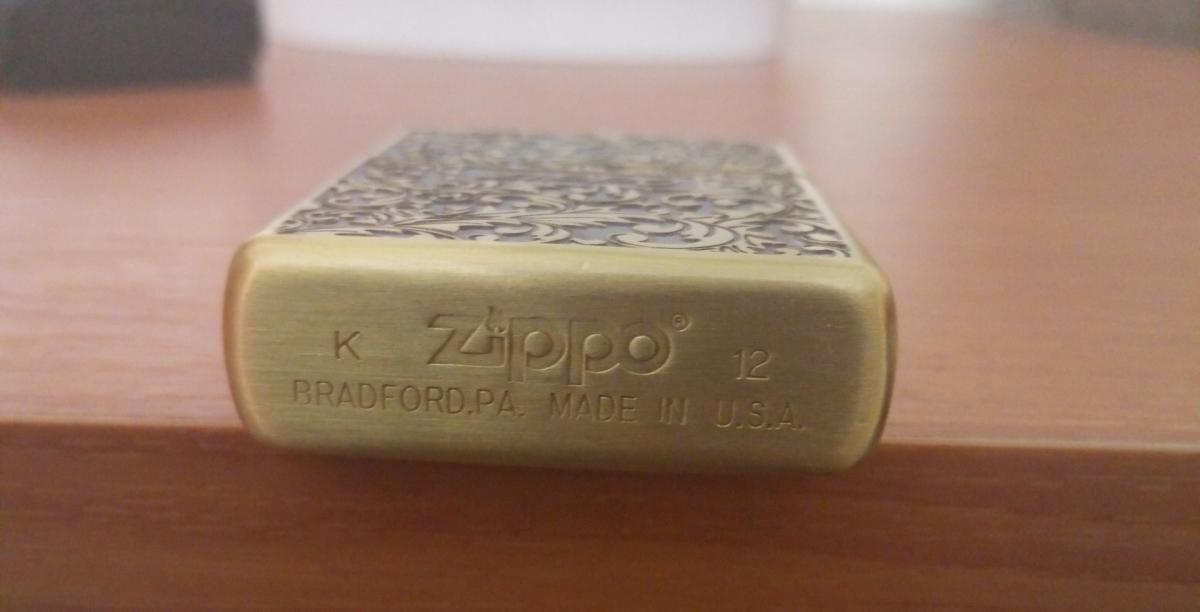 K Zippo® 12
BRADFORD,PA. MADE IN U.S.A.